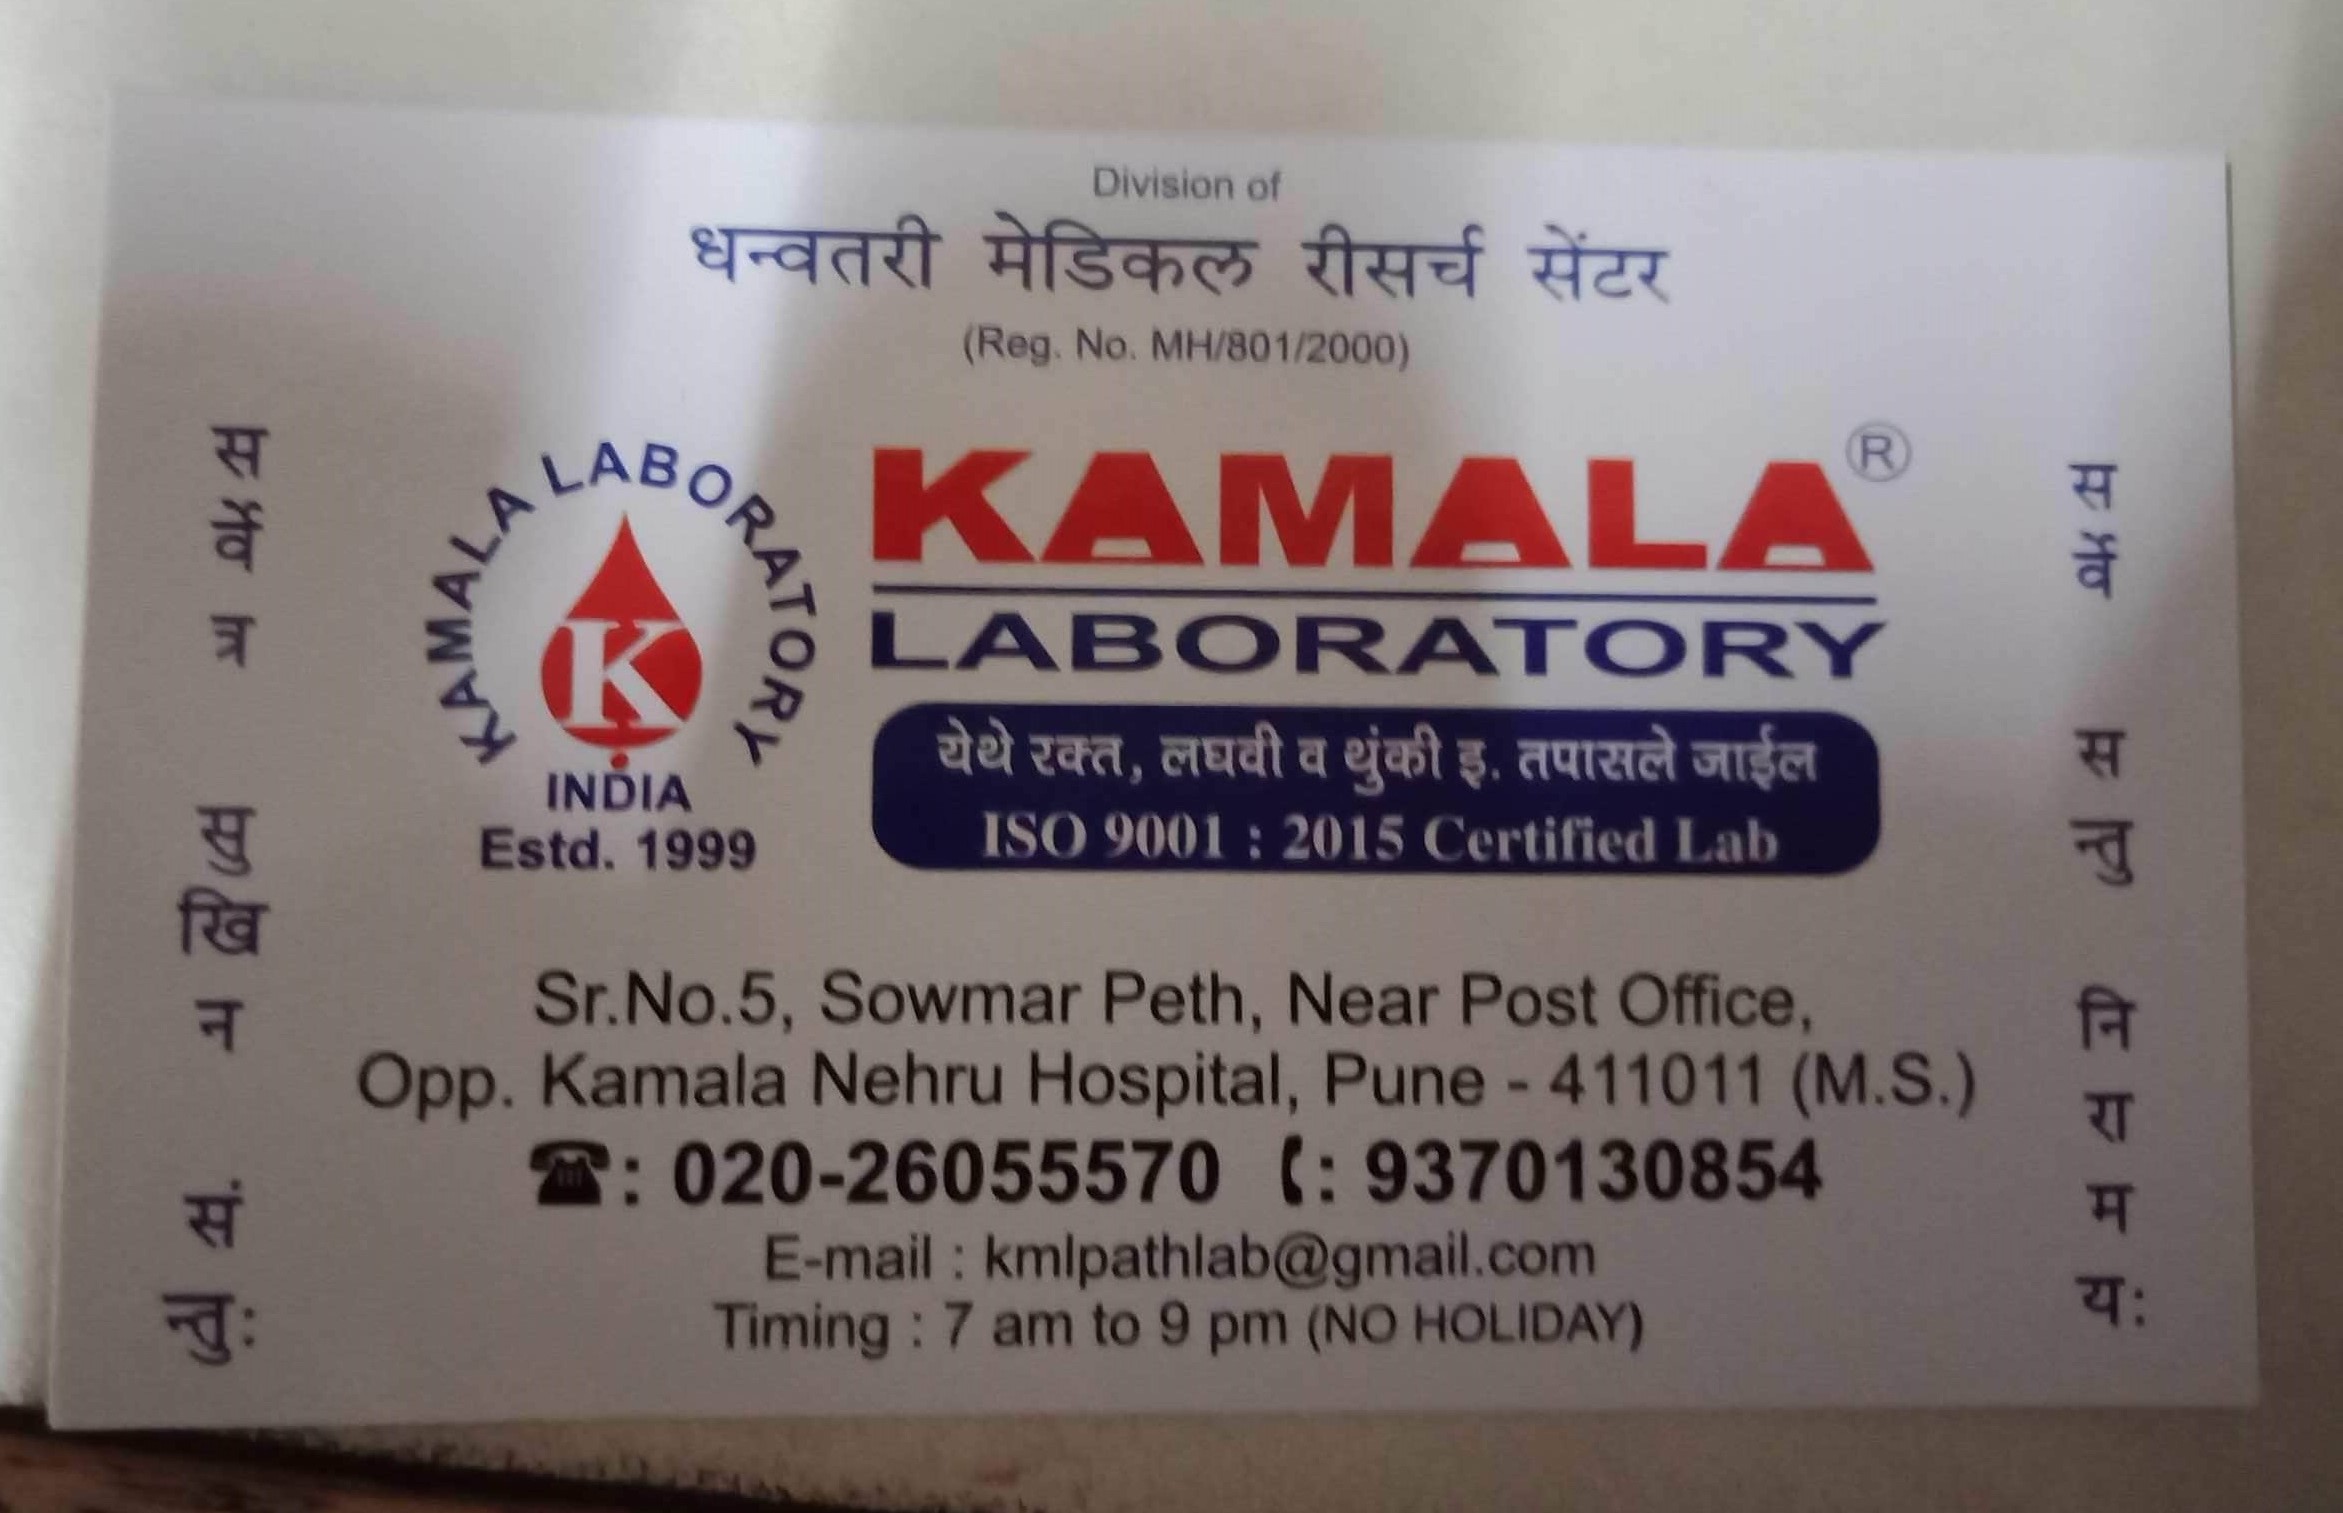 Division of
धन्वतरी मेडिकल रीसर्च सेंटर
(Reg. No. MH/801/2000)
KAMALA LABORATORY
K
INDIA
Estd. 1999
KAMALA ®
LABORATORY
येथे रक्त, लघवी व थुंकी इ. तपासले जाईल
ISO 9001 : 2015 Certified Lab
Sr.No.5, Sowmar Peth, Near Post Office,
Opp. Kamala Nehru Hospital, Pune - 411011 (M.S.)
☎: 020-26055570 : 9370130854
E-mail : kmlpathlab@gmail.com
Timing : 7 am to 9 pm (NO HOLIDAY)
सर्वेत्र सुखिन संन्तुः
सर्वे सन्तु निरामयः